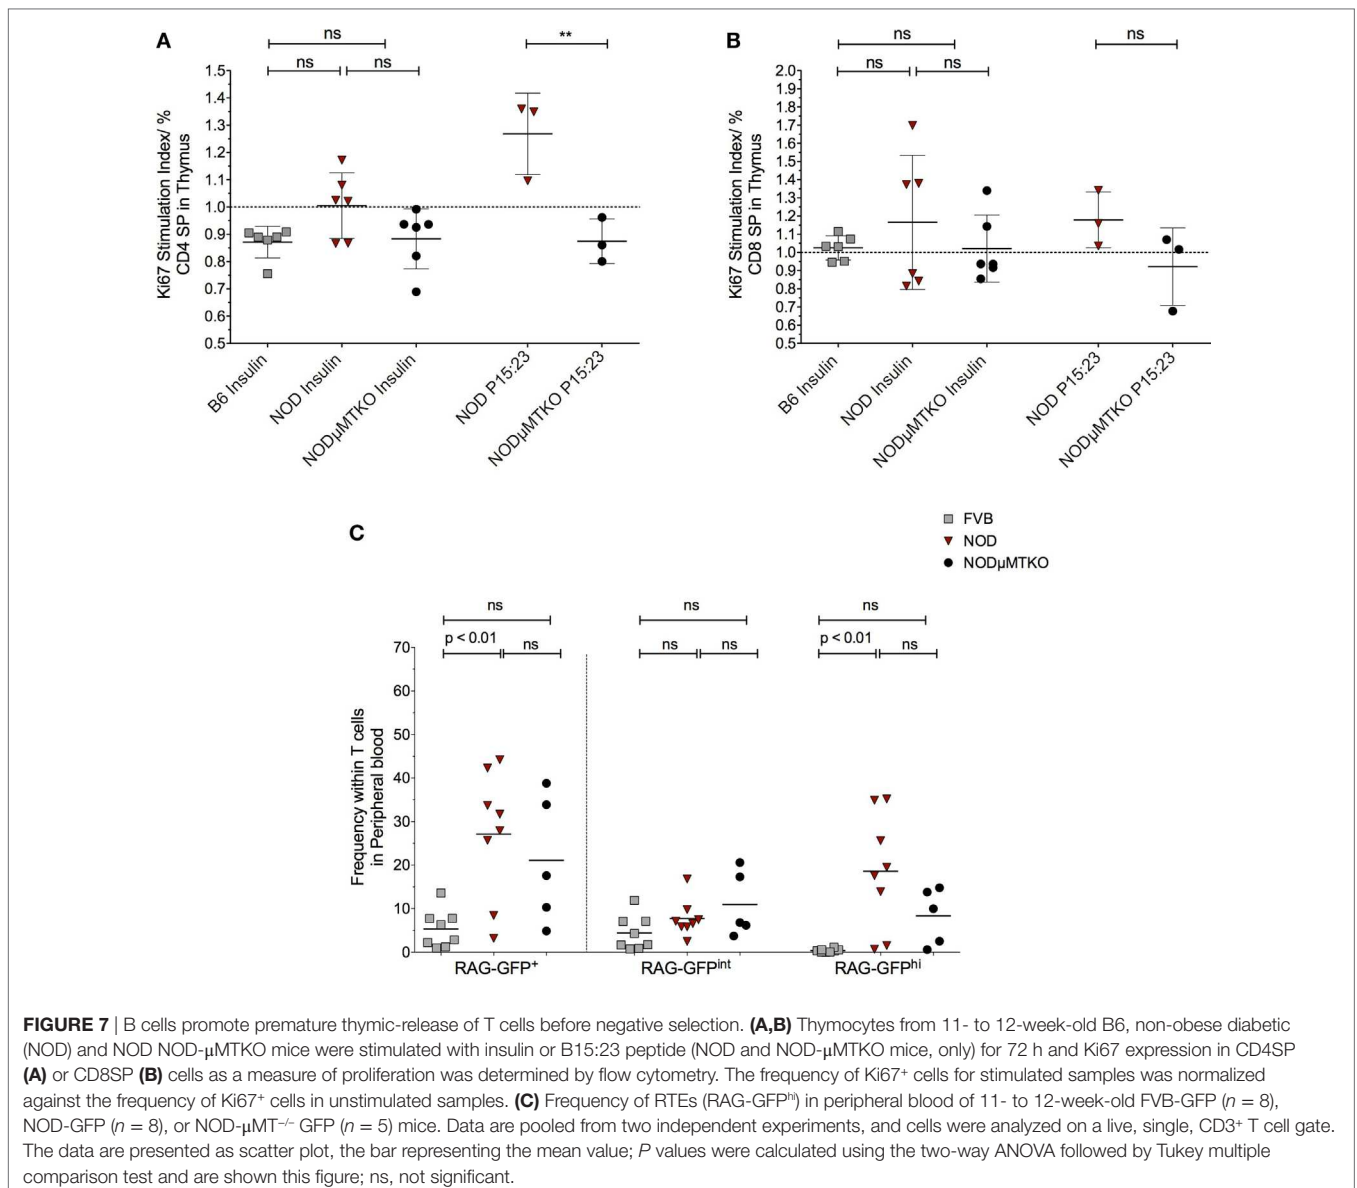 A
ns
ns
ns
**
Ki67 Stimulation Index/ %
CD4 SP in Thymus
1.5
1.4
1.3
1.2
1.1
1.0
0.9
0.8
0.7
0.6
0.5
B6 Insulin
NOD Insulin
NODµMTKO Insulin
NOD P15:23
NODµMTKO P15:23
B
ns
ns
ns
ns
Ki67 Stimulation Index/ %
CD8 SP in Thymus
2.0
1.9
1.8
1.7
1.6
1.5
1.4
1.3
1.2
1.1
1.0
0.9
0.8
0.7
0.6
0.5
B6 Insulin
NOD Insulin
NODµMTKO Insulin
NOD P15:23
NODµMTKO P15:23
C
FVB
NOD
NODµMTKO
ns
p < 0.01
ns
ns
ns
ns
ns
p < 0.01
ns
Frequency within T cells
in Peripheral blood
70
60
50
40
30
20
10
0
RAG-GFP⁺
RAG-GFPⁱⁿᵗ
RAG-GFPʰⁱ
FIGURE 7 | B cells promote premature thymic-release of T cells before negative selection. (A,B) Thymocytes from 11- to 12-week-old B6, non-obese diabetic
(NOD) and NOD NOD-µMTKO mice were stimulated with insulin or B15:23 peptide (NOD and NOD-µMTKO mice, only) for 72 h and Ki67 expression in CD4SP
(A) or CD8SP (B) cells as a measure of proliferation was determined by flow cytometry. The frequency of Ki67⁺ cells for stimulated samples was normalized
against the frequency of Ki67⁺ cells in unstimulated samples. (C) Frequency of RTEs (RAG-GFPʰⁱ) in peripheral blood of 11- to 12-week-old FVB-GFP (n = 8),
NOD-GFP (n = 8), or NOD-µMT⁻/⁻ GFP (n = 5) mice. Data are pooled from two independent experiments, and cells were analyzed on a live, single, CD3⁺ T cell gate.
The data are presented as scatter plot, the bar representing the mean value; P values were calculated using the two-way ANOVA followed by Tukey multiple
comparison test and are shown this figure; ns, not significant.